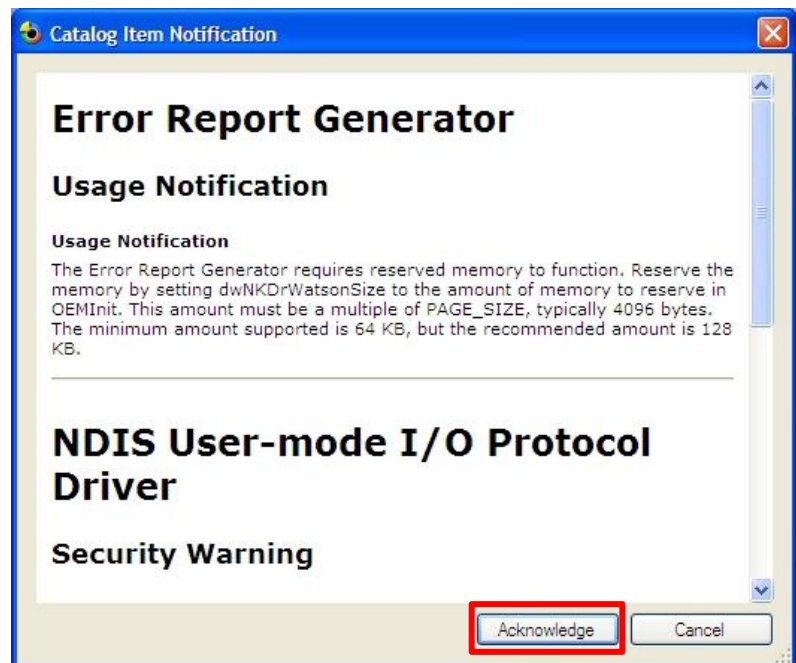 Catalog Item Notification
Error Report Generator
Usage Notification
Usage Notification
The Error Report Generator requires reserved memory to function. Reserve the
memory by setting dwNKDrWatsonSize to the amount of memory to reserve in
OEMInit. This amount must be a multiple of PAGE_SIZE, typically 4096 bytes.
The minimum amount supported is 64 KB, but the recommended amount is 128
KB.
NDIS User-mode I/O Protocol
Driver
Security Warning
Acknowledge Cancel